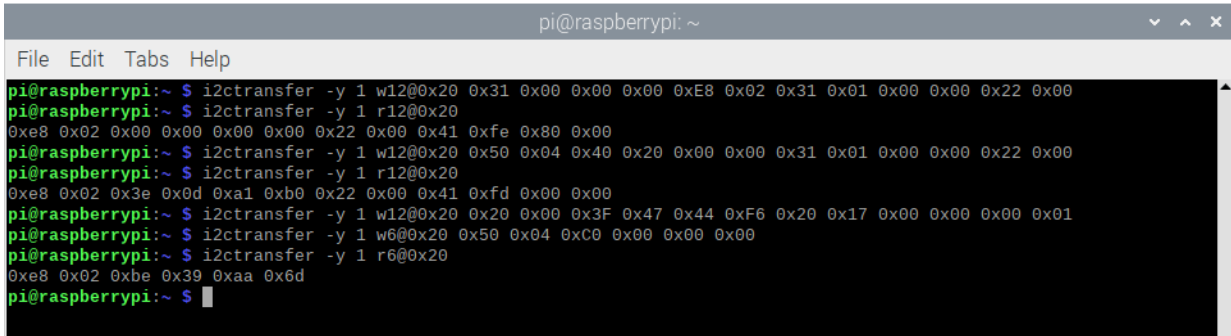 pi@raspberrypi: ~
File Edit Tabs Help
pi@raspberrypi:~ $ i2ctransfer -y 1 w12@0x20 0x31 0x00 0x00 0x00 0xE8 0x02 0x31 0x01 0x00 0x00 0x22 0x00
pi@raspberrypi:~ $ i2ctransfer -y 1 r12@0x20
0xe8 0x02 0x00 0x00 0x00 0x00 0x22 0x00 0x41 0xfe 0x80 0x00
pi@raspberrypi:~ $ i2ctransfer -y 1 w12@0x20 0x50 0x04 0x40 0x20 0x00 0x00 0x31 0x01 0x00 0x00 0x22 0x00
pi@raspberrypi:~ $ i2ctransfer -y 1 r12@0x20
0xe8 0x02 0x3e 0x0d 0xa1 0xb0 0x22 0x00 0x41 0xfd 0x00 0x00
pi@raspberrypi:~ $ i2ctransfer -y 1 w12@0x20 0x20 0x00 0x3F 0x47 0x44 0xF6 0x20 0x17 0x00 0x00 0x00 0x01
pi@raspberrypi:~ $ i2ctransfer -y 1 w6@0x20 0x50 0x04 0xC0 0x00 0x00 0x00
pi@raspberrypi:~ $ i2ctransfer -y 1 r6@0x20
0xe8 0x02 0xbe 0x39 0xaa 0x6d
pi@raspberrypi:~ $